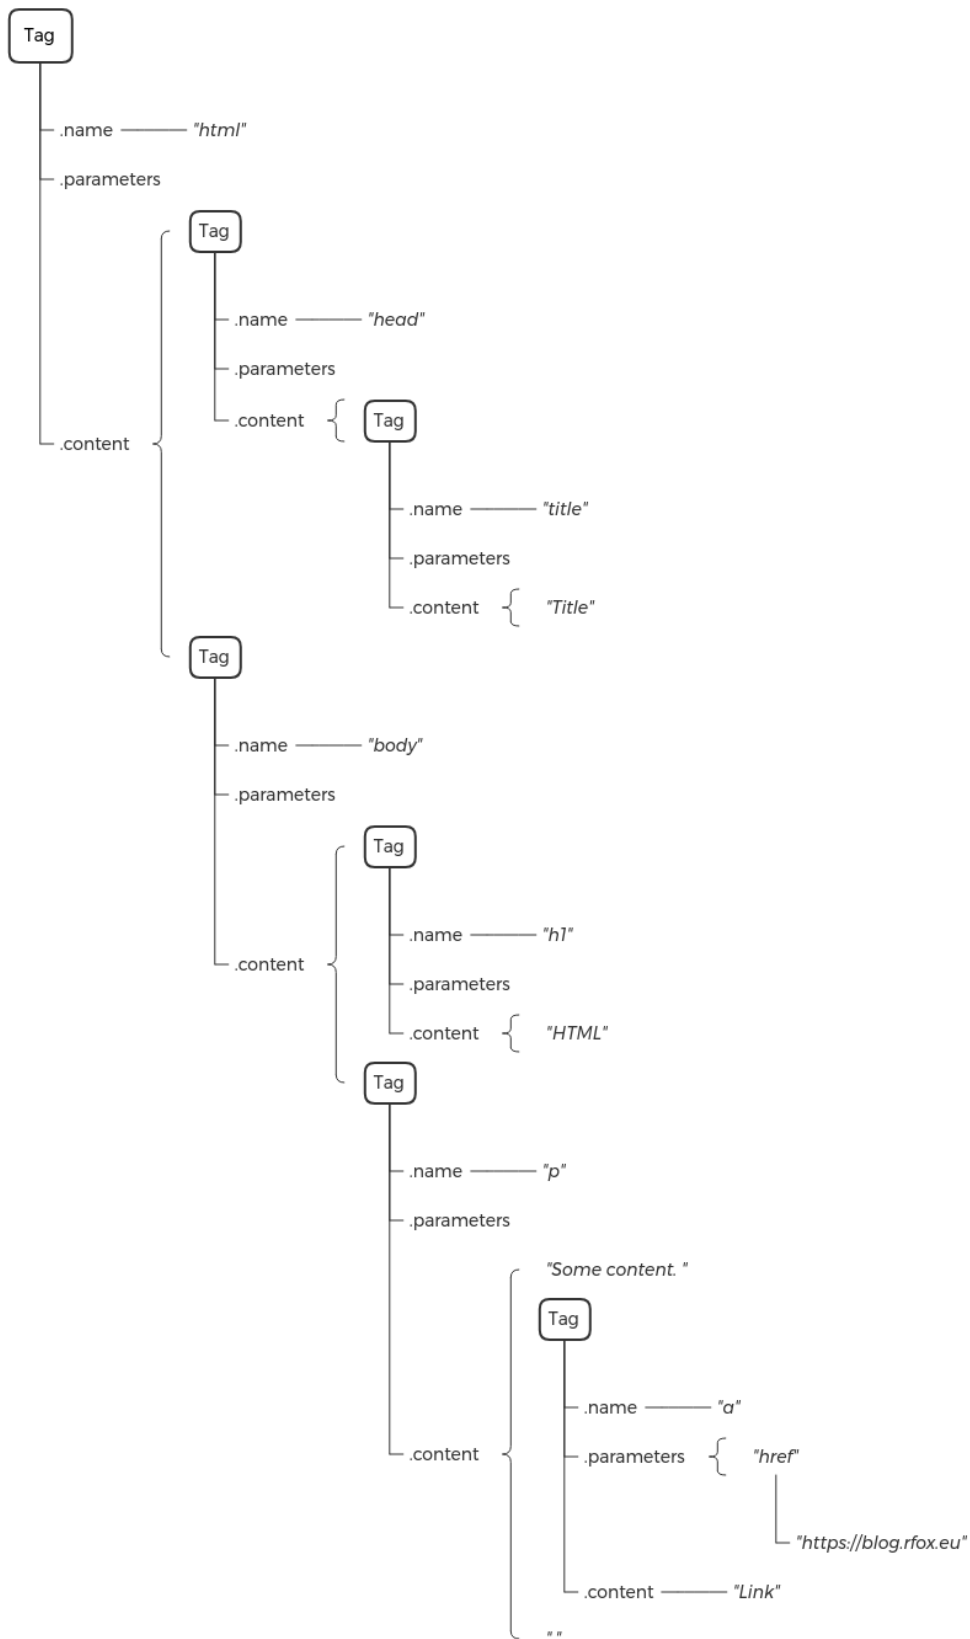 Tag
.name "html"
.parameters
Tag
.name "head"
.parameters
.content Tag
.content
.name "title"
.parameters
.content "Title"
Tag
.name "body"
.parameters
Tag
.name "h1"
.content
.parameters
.content "HTML"
Tag
.name "p"
.parameters
"Some content. "
Tag
.name "a"
.content
.parameters "href"
"https://blog.rfox.eu"
.content "Link"
" "